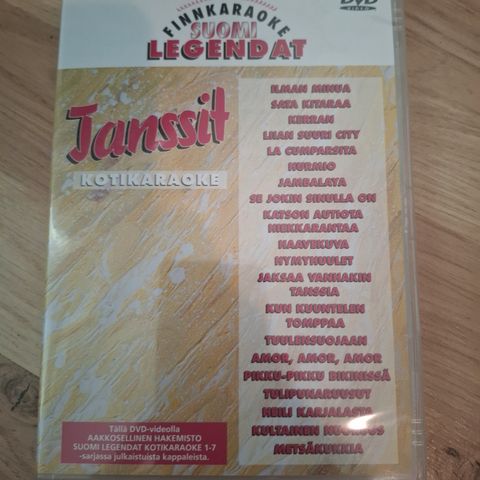 FINNKARAOKE
SUOMI
LEGENDAT
DVD
VIDEO
Tanssit
KOTIKARAOKE
ILMAN MINUA
SATA KITARAA
KERRAN
LIIAN SUURI CITY
LA CUMPARSITA
HURMIO
JAMBALAYA
SE JOKIN SINULLA ON
KATSON AUTIOTA
HIEKKARANTAA
HAAVEKUVA
HYMYHUULET
JAKSAA VANHAKIN
TANSSIA
KUN KUUNTELEN
TOMPPAA
TUULENSUOJAAN
AMOR, AMOR, AMOR
PIKKU-PIKKU BIKINISSÄ
TULIPUNARUUSUT
HEILI KARJALASTA
KULTAINEN NUORUUS
METSÄKUKKIA
Tällä DVD-videolla
AAKKOSELLINEN HAKEMISTO
SUOMI LEGENDAT KOTIKARAOKE 1-7
-sarjassa julkaistuista kappaleista.